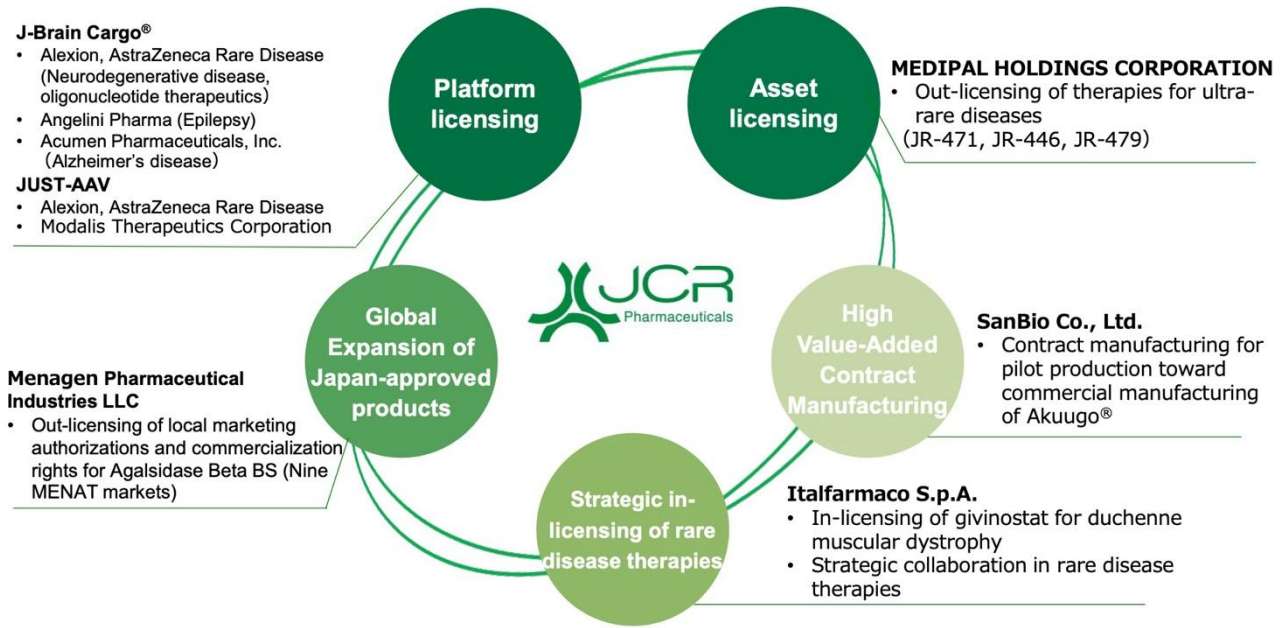 J-Brain Cargo®
• Alexion, AstraZeneca Rare Disease
(Neurodegenerative disease,
oligonucleotide therapeutics)
• Angelini Pharma (Epilepsy)
• Acumen Pharmaceuticals, Inc.
（Alzheimer's disease）
JUST-AAV
• Alexion, AstraZeneca Rare Disease
• Modalis Therapeutics Corporation
Platform
licensing
Asset
licensing
MEDIPAL HOLDINGS CORPORATION
• Out-licensing of therapies for ultra-
rare diseases
（JR-471, JR-446, JR-479）
JCR
Pharmaceuticals
Global
Expansion of
Japan-approved
products
Menagen Pharmaceutical
Industries LLC
• Out-licensing of local marketing
authorizations and commercialization
rights for Agalsidase Beta BS (Nine
MENAT markets)
High
Value-Added
Contract
Manufacturing
SanBio Co., Ltd.
• Contract manufacturing for
pilot production toward
commercial manufacturing
of Akuugo®
Strategic in-
licensing of rare
disease therapies
Italfarmaco S.p.A.
• In-licensing of givinostat for duchenne
muscular dystrophy
• Strategic collaboration in rare disease
therapies